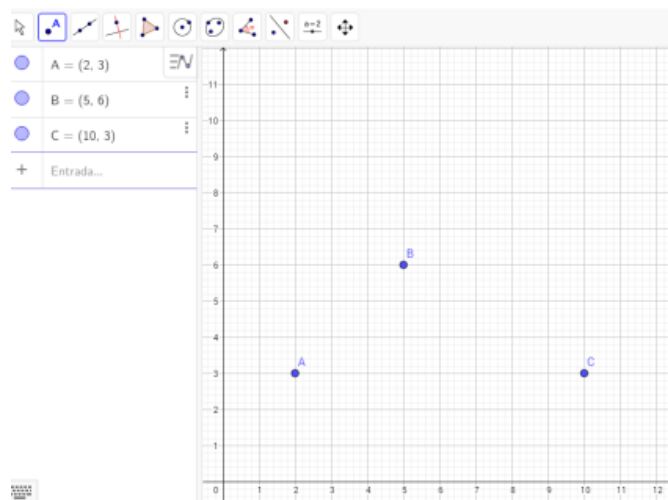 A
a=2
A = (2, 3)
B = (5, 6)
C = (10, 3)
+ Entrada...
11
10
9
8
7
B
6
5
4
A
C
3
2
1
0 1 2 3 4 5 6 7 8 9 10 11 12